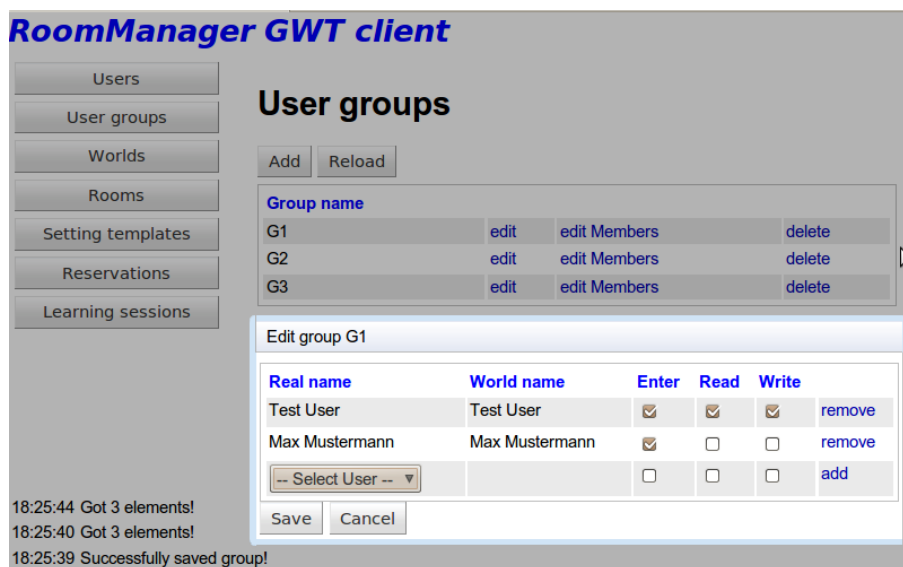 RoomManager GWT client
Users
User groups
Worlds
Rooms
Setting templates
Reservations
Learning sessions
User groups
Add Reload
Group name
G1 edit edit Members delete
G2 edit edit Members delete
G3 edit edit Members delete
Edit group G1
Real name World name Enter Read Write
Test User Test User remove
Max Mustermann Max Mustermann remove
-- Select User -- add
Save Cancel
18:25:44 Got 3 elements!
18:25:40 Got 3 elements!
18:25:39 Successfully saved group!